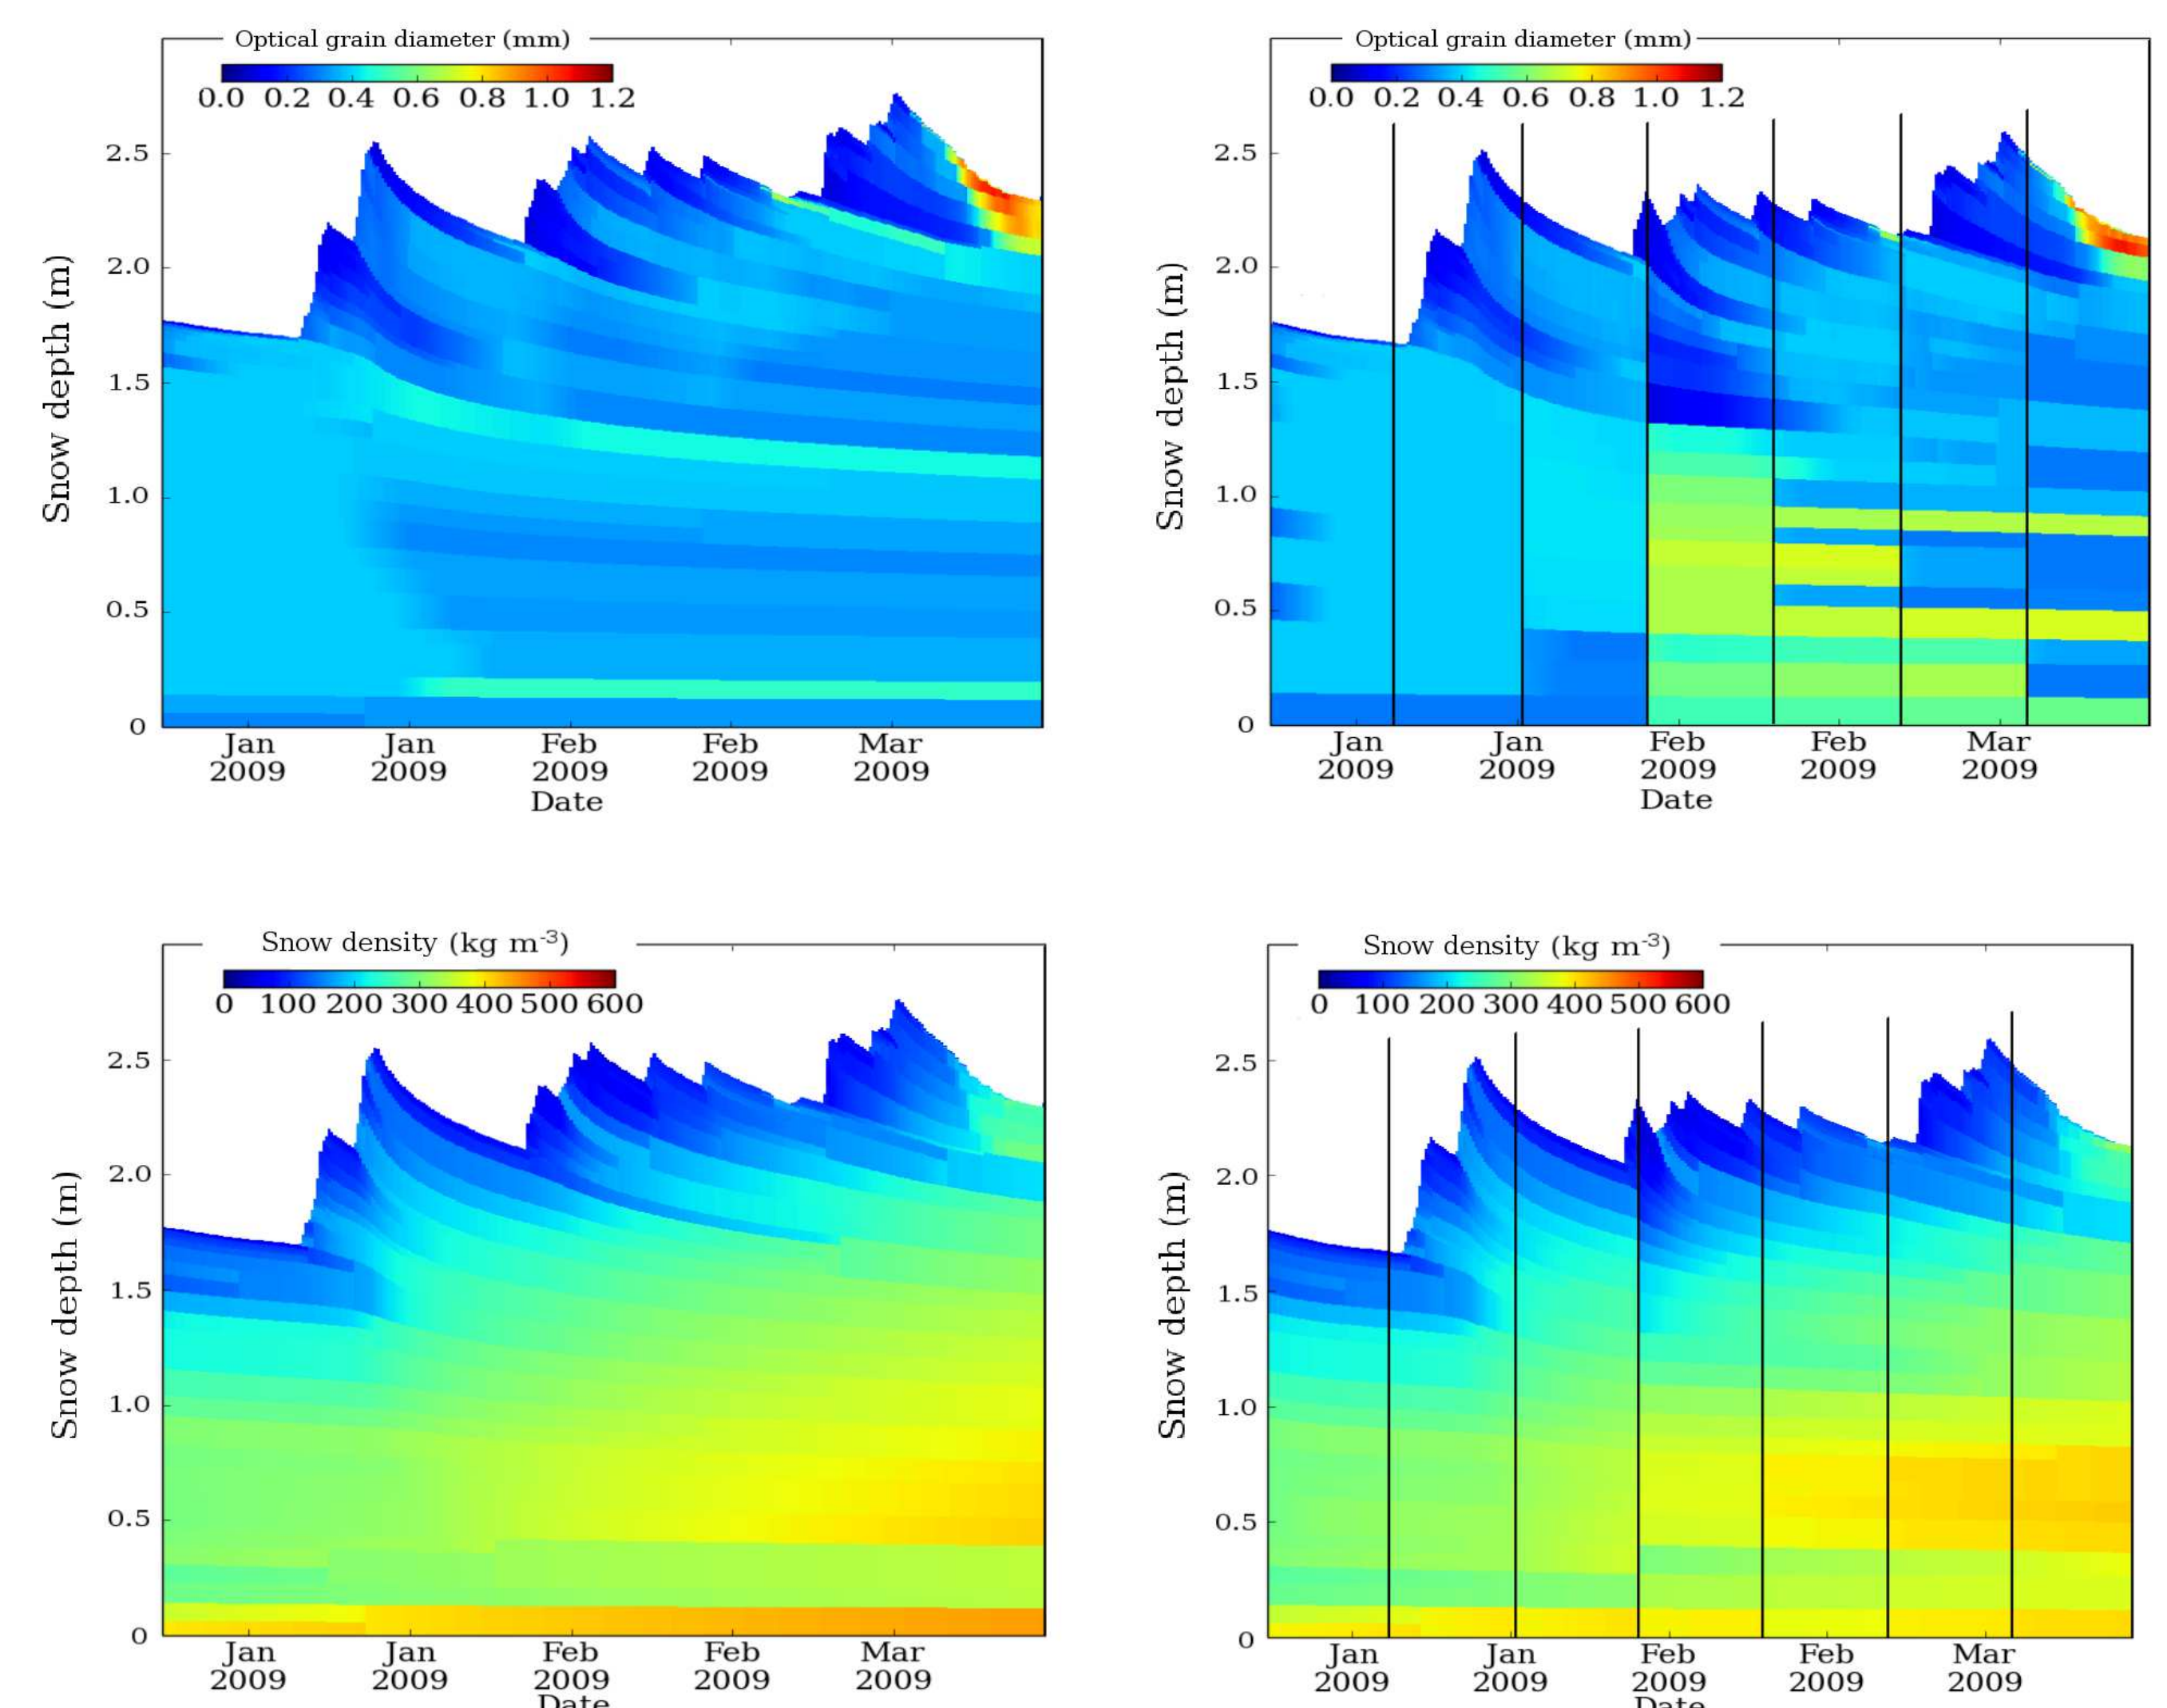 Optical grain diameter (mm)
0.0 0.2 0.4 0.6 0.8 1.0 1.2
2.5
2.0
1.5
1.0
0.5
0
Snow depth (m)
Jan Jan Feb Feb Mar
2009 2009 2009 2009 2009
Date
Optical grain diameter (mm)
0.0 0.2 0.4 0.6 0.8 1.0 1.2
2.5
2.0
1.5
1.0
0.5
0
Snow depth (m)
Jan Jan Feb Feb Mar
2009 2009 2009 2009 2009
Date
Snow density (kg m-3)
0 100 200 300 400 500 600
2.5
2.0
1.5
1.0
0.5
0
Snow depth (m)
Jan Jan Feb Feb Mar
2009 2009 2009 2009 2009
Date
Snow density (kg m-3)
0 100 200 300 400 500 600
2.5
2.0
1.5
1.0
0.5
0
Snow depth (m)
Jan Jan Feb Feb Mar
2009 2009 2009 2009 2009
Date